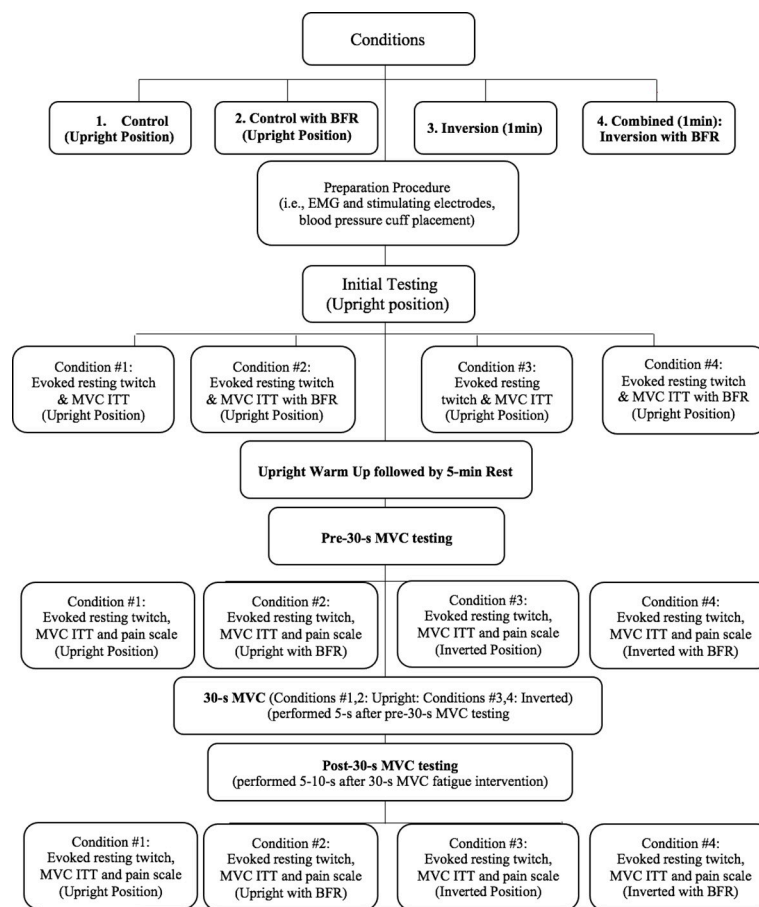 Conditions
1. Control
(Upright Position)
2. Control with BFR
(Upright Position)
3. Inversion (1min)
4. Combined (1min):
Inversion with BFR
Preparation Procedure
(i.e., EMG and stimulating electrodes,
blood pressure cuff placement)
Initial Testing
(Upright position)
Condition #1:
Evoked resting twitch
& MVC ITT
(Upright Position)
Condition #2:
Evoked resting twitch
& MVC ITT with BFR
(Upright Position)
Condition #3:
Evoked resting
twitch & MVC ITT
(Upright Position)
Condition #4:
Evoked resting twitch
& MVC ITT with BFR
(Upright Position)
Upright Warm Up followed by 5-min Rest
Pre-30-s MVC testing
Condition #1:
Evoked resting twitch,
MVC ITT and pain scale
(Upright Position)
Condition #2:
Evoked resting twitch,
MVC ITT and pain scale
(Upright with BFR)
Condition #3:
Evoked resting twitch,
MVC ITT and pain scale
(Inverted Position)
Condition #4:
Evoked resting twitch,
MVC ITT and pain scale
(Inverted with BFR)
30-s MVC (Conditions #1,2: Upright: Conditions #3,4: Inverted)
(performed 5-s after pre-30-s MVC testing
Post-30-s MVC testing
(performed 5-10-s after 30-s MVC fatigue intervention)
Condition #1:
Evoked resting twitch,
MVC ITT and pain scale
(Upright Position)
Condition #2:
Evoked resting twitch,
MVC ITT and pain scale
(Upright with BFR)
Condition #3:
Evoked resting twitch,
MVC ITT and pain scale
(Inverted Position)
Condition #4:
Evoked resting twitch,
MVC ITT and pain scale
(Inverted with BFR)